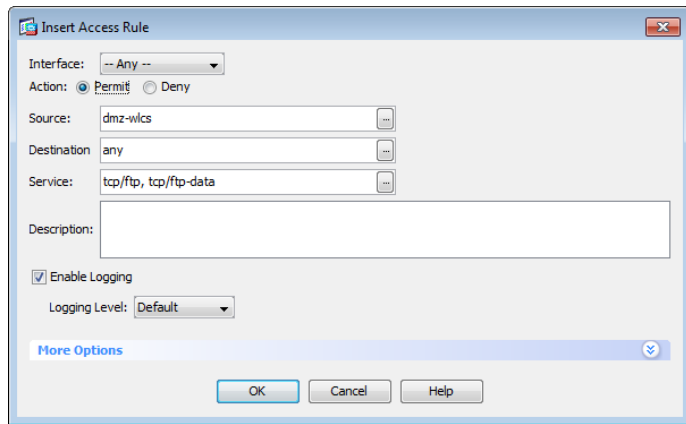 Insert Access Rule
Interface: -- Any --
Action: Permit Deny
Source: dmz-wlcs ...
Destination any ...
Service: tcp/ftp, tcp/ftp-data ...
Description:
Enable Logging
Logging Level: Default
More Options
OK Cancel Help